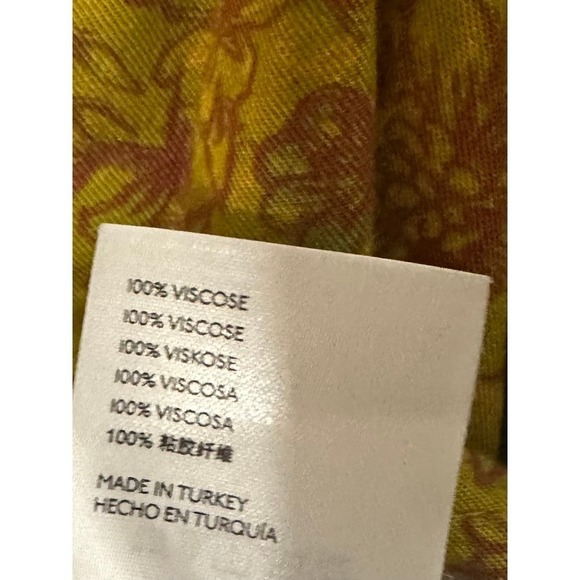 100% VISCOSE
100% VISCOSE
100% VISKOSE
100% VISCOSA
100% VISCOSA
100% 粘胶纤维
MADE IN TURKEY
HECHO EN TURQUÍA